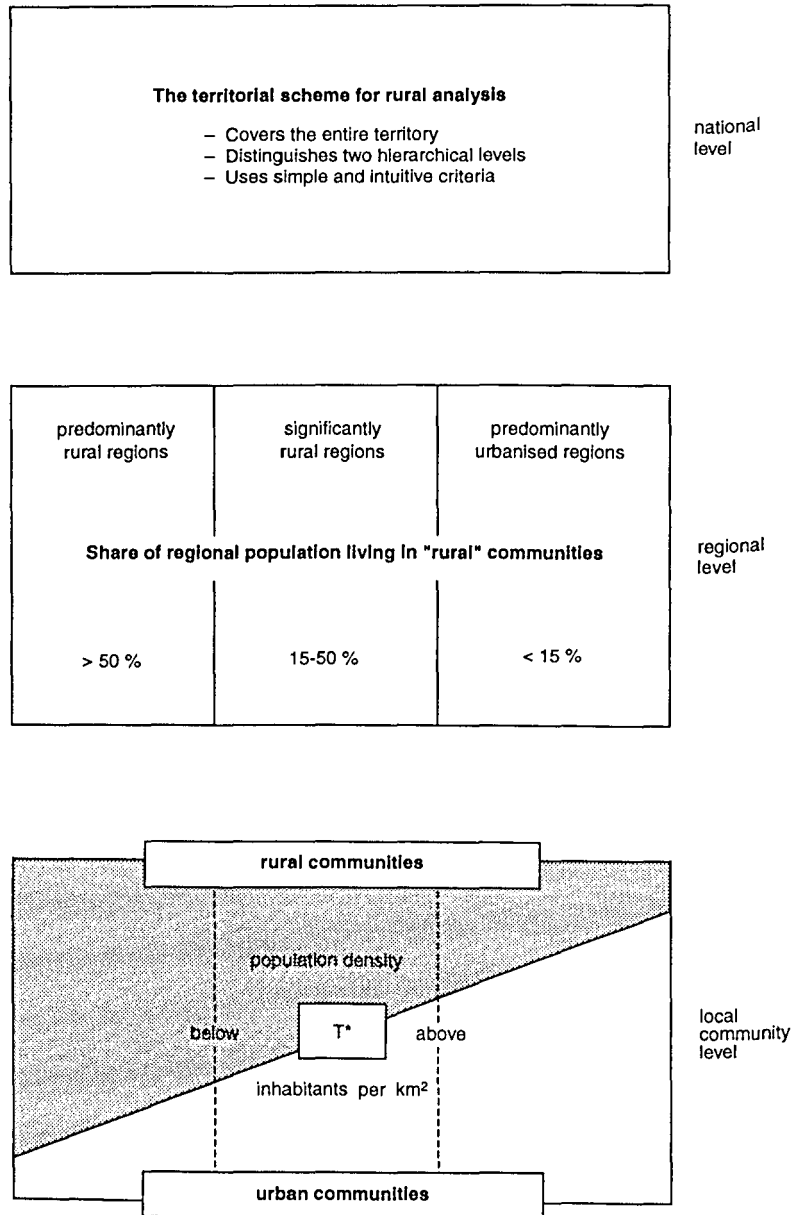 The territorial scheme for rural analysis
– Covers the entire territory
– Distinguishes two hierarchical levels
– Uses simple and intuitive criteria
national
level
predominantly
rural regions
significantly
rural regions
predominantly
urbanised regions
Share of regional population living in "rural" communities
> 50 %
15-50 %
< 15 %
regional
level
rural communities
population density
below
T*
above
inhabitants per km²
urban communities
local
community
level